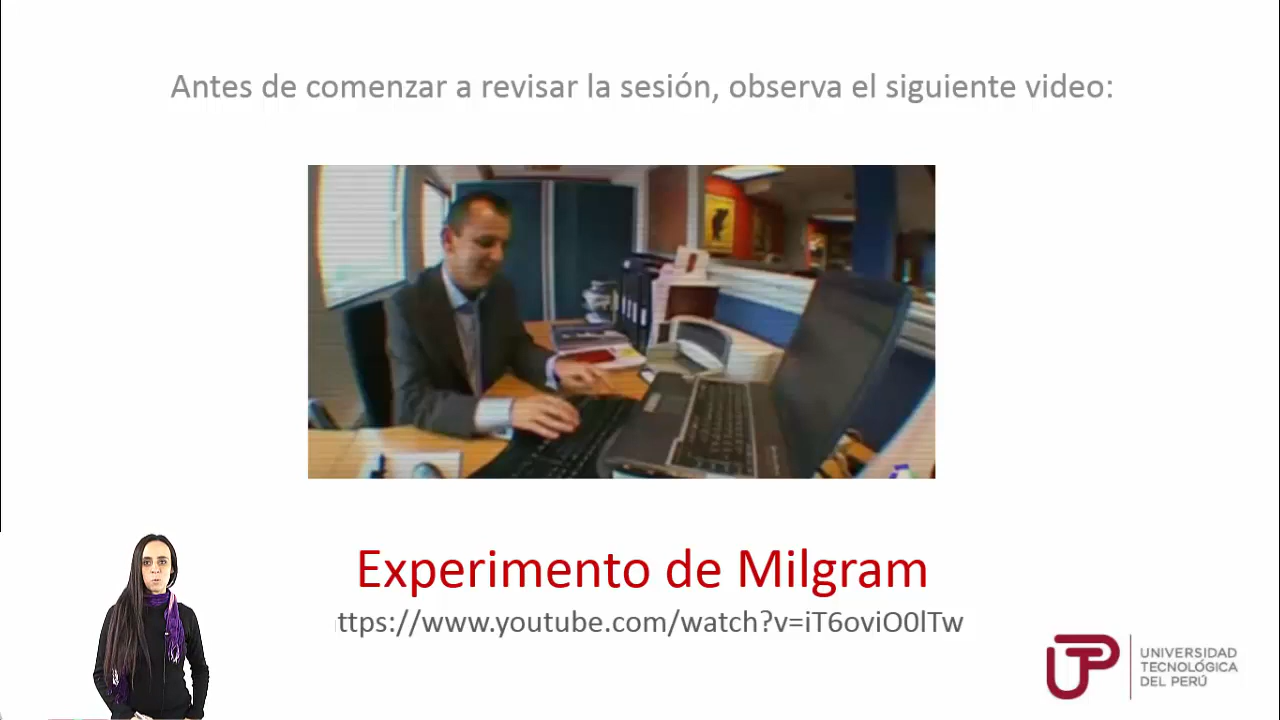 Antes de comenzar a revisar la sesión, observa el siguiente video:
Experimento de Milgram
ttps://www.youtube.com/watch?v=iT6oviO0lTw
UTP
UNIVERSIDAD
TECNOLÓGICA
DEL PERÚ